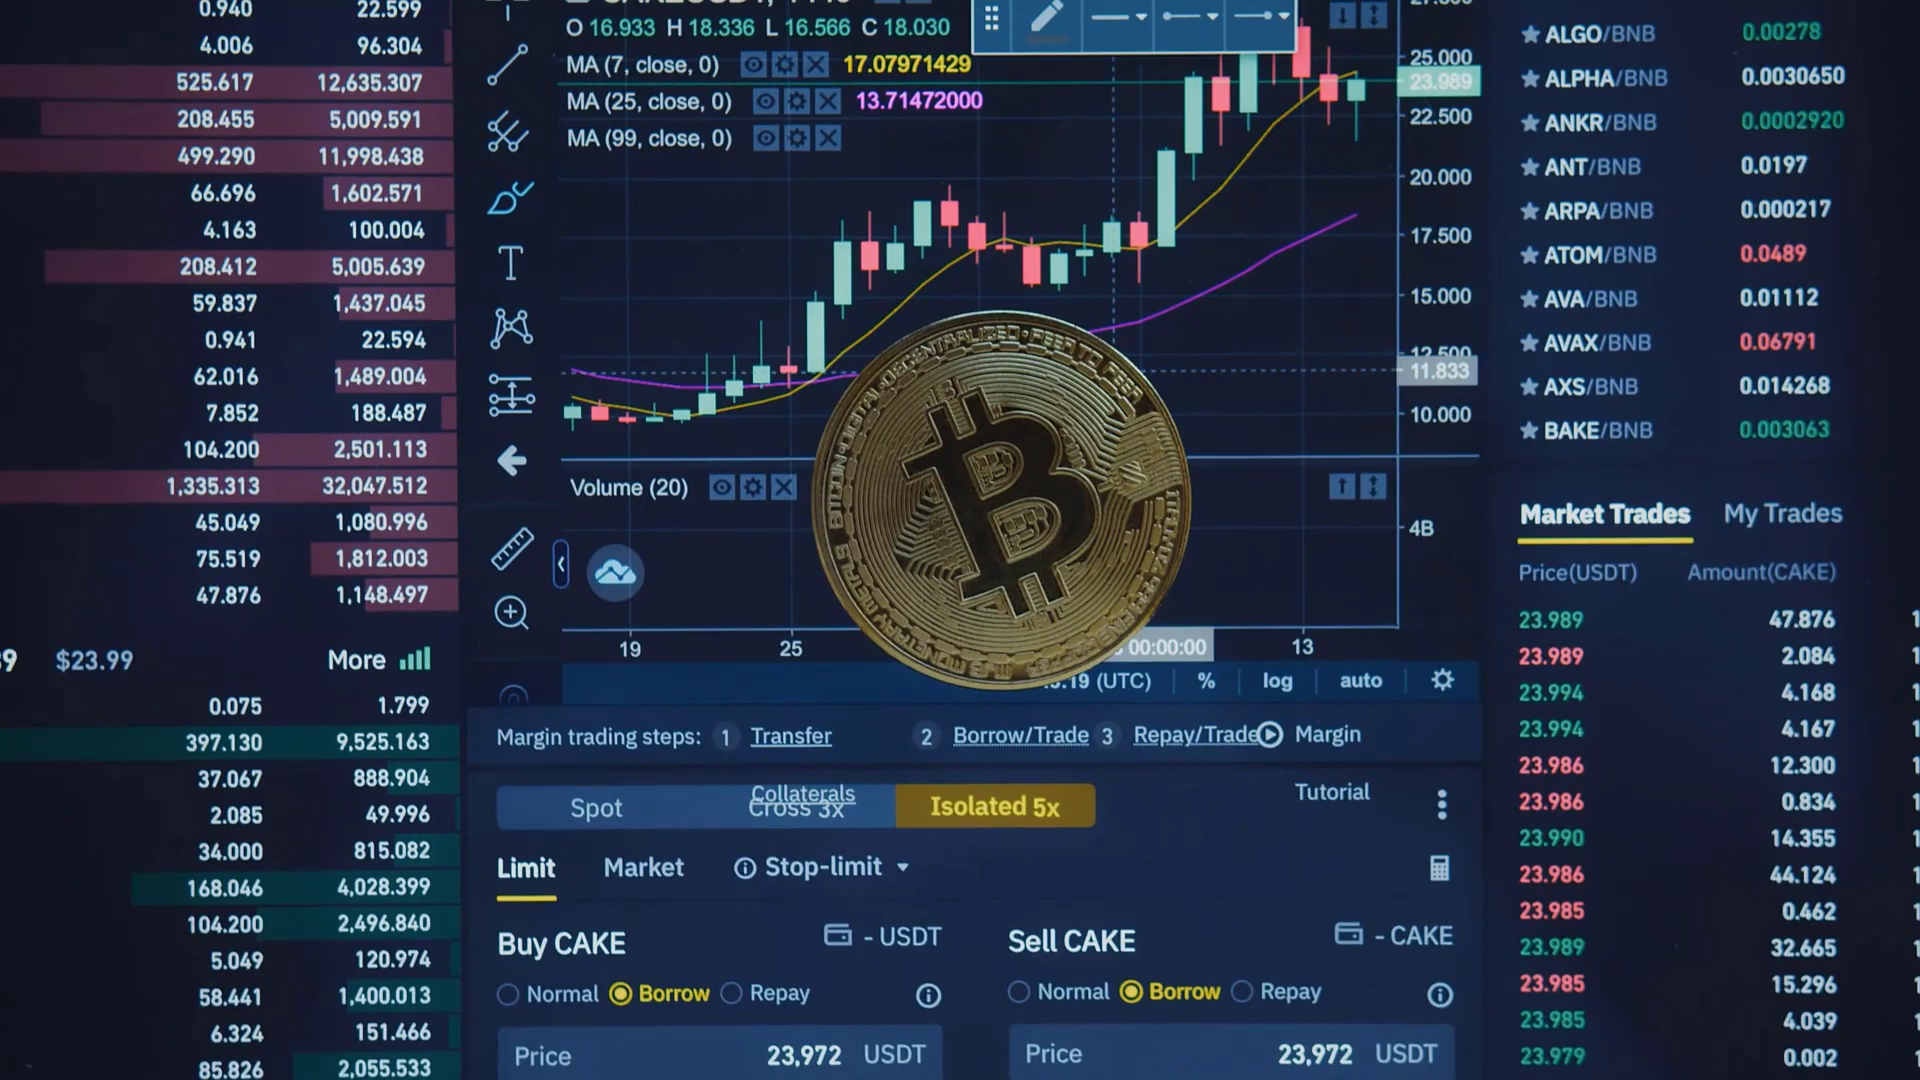 0.940 22.599
4.006 96.304
525.617 12,635.307
208.455 5,009.591
499.290 11,998.438
66.696 1,602.571
4.163 100.004
208.412 5,005.639
59.837 1,437.045
0.941 22.594
62.016 1,489.004
7.852 188.487
104.200 2,501.113
1,335.313 32,047.512
45.049 1,080.996
75.519 1,812.003
47.876 1,148.497
9 $23.99 More
0.075 1.799
397.130 9,525.163
37.067 888.904
2.085 49.996
34.000 815.082
168.046 4,028.399
104.200 2,496.840
5.049 120.974
58.441 1,400.013
6.324 151.466
85.826 2,055.533
O 16.933 H 18.336 L 16.566 C 18.030
MA (7, close, 0) 17.07971429
MA (25, close, 0) 13.71472000
MA (99, close, 0)
25.000
23.989
22.500
20.000
17.500
15.000
12.500
11.833
10.000
Volume (20)
4B
BITCOIN • DIGITAL • DECENTRALIZED • PEER TO PEER
19 25 00:00:00 13
:19 (UTC) % log auto
Margin trading steps: 1 Transfer 2 Borrow/Trade 3 Repay/Trade Margin
Collaterals Tutorial
Spot Cross 3x Isolated 5x
Limit Market Stop-limit
Buy CAKE - USDT
Normal Borrow Repay
Price 23,972 USDT
Sell CAKE - CAKE
Normal Borrow Repay
Price 23,972 USDT
ALGO/BNB 0.00278
ALPHA/BNB 0.0030650
ANKR/BNB 0.0002920
ANT/BNB 0.0197
ARPA/BNB 0.000217
ATOM/BNB 0.0489
AVA/BNB 0.01112
AVAX/BNB 0.06791
AXS/BNB 0.014268
BAKE/BNB 0.003063
Market Trades My Trades
Price(USDT) Amount(CAKE)
23.989 47.876
23.989 2.084
23.994 4.168
23.994 4.167
23.986 12.300
23.986 0.834
23.990 14.355
23.986 44.124
23.985 0.462
23.989 32.665
23.985 15.296
23.985 4.039
23.979 0.002